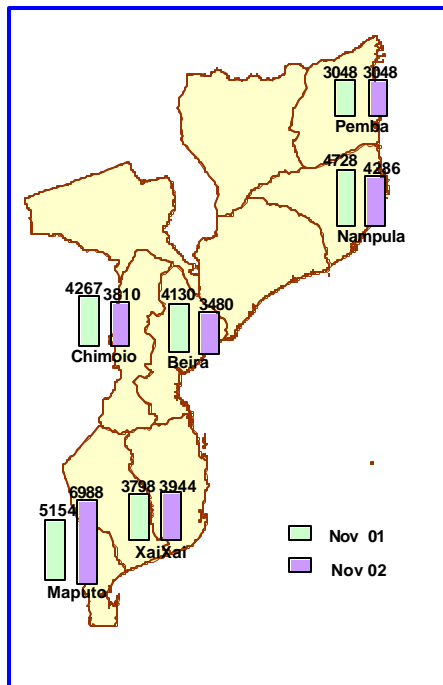 3048 3048
Pemba
4728 4286
Nampula
4267 3810
Chimoio
4130 3480
Beira
3798 3944
XaiXai
5154 6988
Maputo
Nov 01
Nov 02